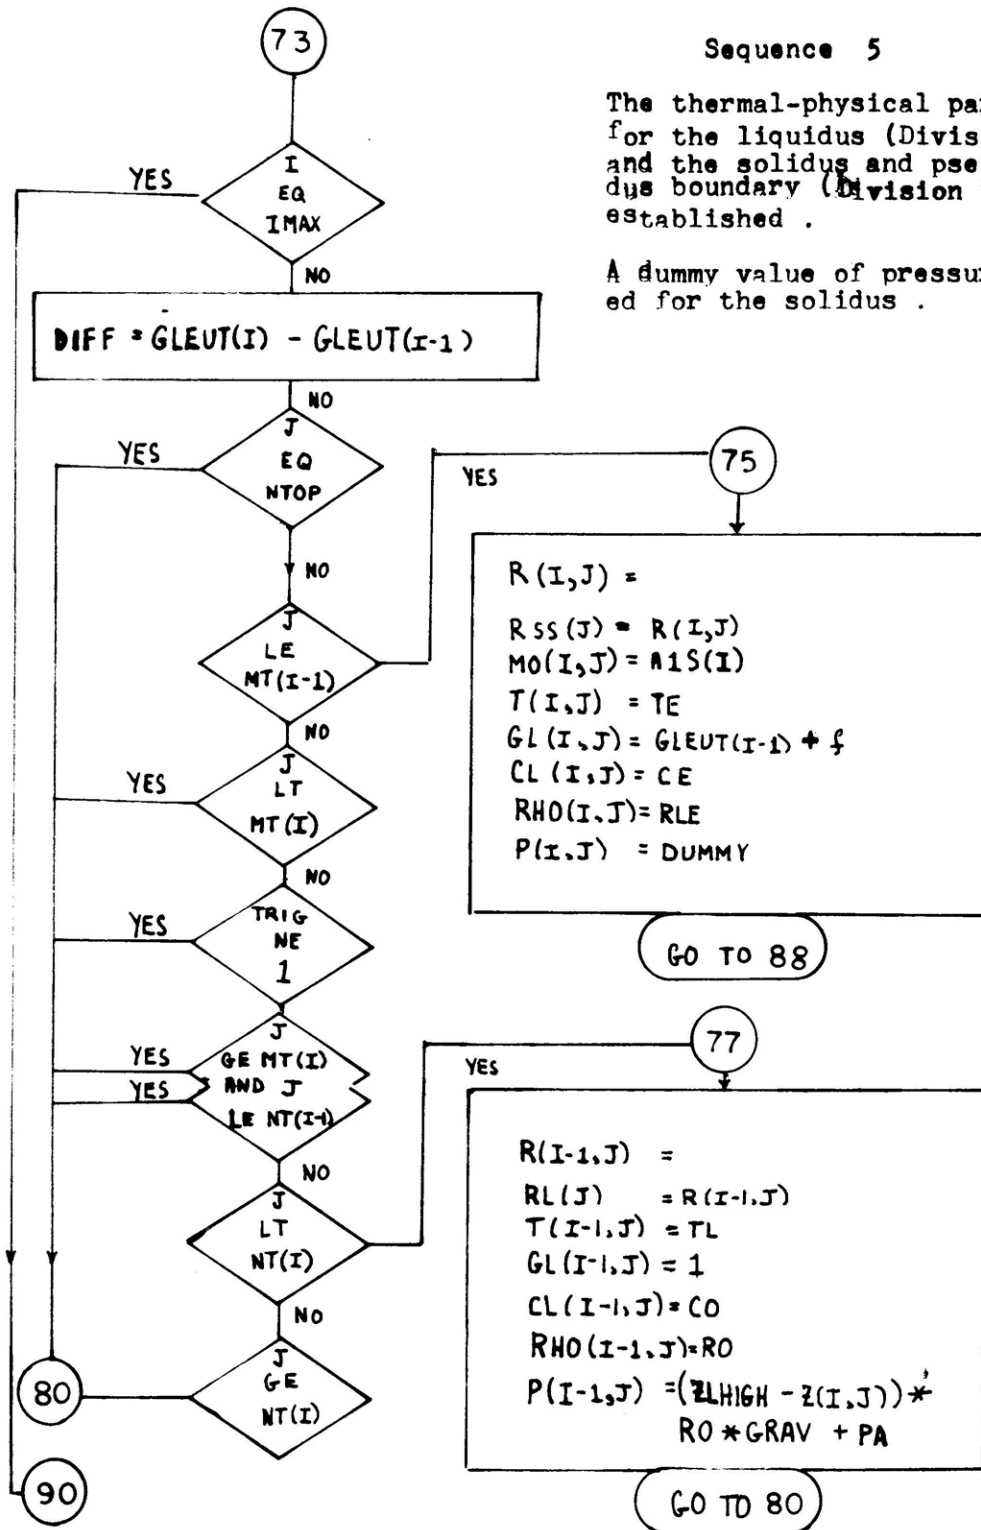 73
Sequence 5
The thermal-physical pa
for the liquidus (Divis
and the solidus and pse
dus boundary (Division
established .
A dummy value of pressu
ed for the solidus .
I
EQ
IMAX
YES
NO
DIFF = GLEUT(I) - GLEUT(I-1)
NO
J
EQ
NTOP
YES
NO
J
LE
MT(I-1)
YES
75
R(I,J) =
RSS(J) = R(I,J)
MO(I,J) = A1S(I)
T(I,J) = TE
GL(I,J) = GLEUT(I-1) + f
CL(I,J) = CE
RHO(I,J) = RLE
P(I,J) = DUMMY
GO TO 88
NO
J
LT
MT(I)
YES
NO
TRIG
NE
1
YES
J
GE MT(I)
AND J
LE NT(I-1)
YES
YES
NO
J
LT
NT(I)
YES
77
R(I-1,J) =
RL(J) = R(I-1,J)
T(I-1,J) = TL
GL(I-1,J) = 1
CL(I-1,J) = CO
RHO(I-1,J) = RO
P(I-1,J) = (ZLHIGH - Z(I,J)) *
RO * GRAV + PA
GO TO 80
NO
J
GE
NT(I)
80
90